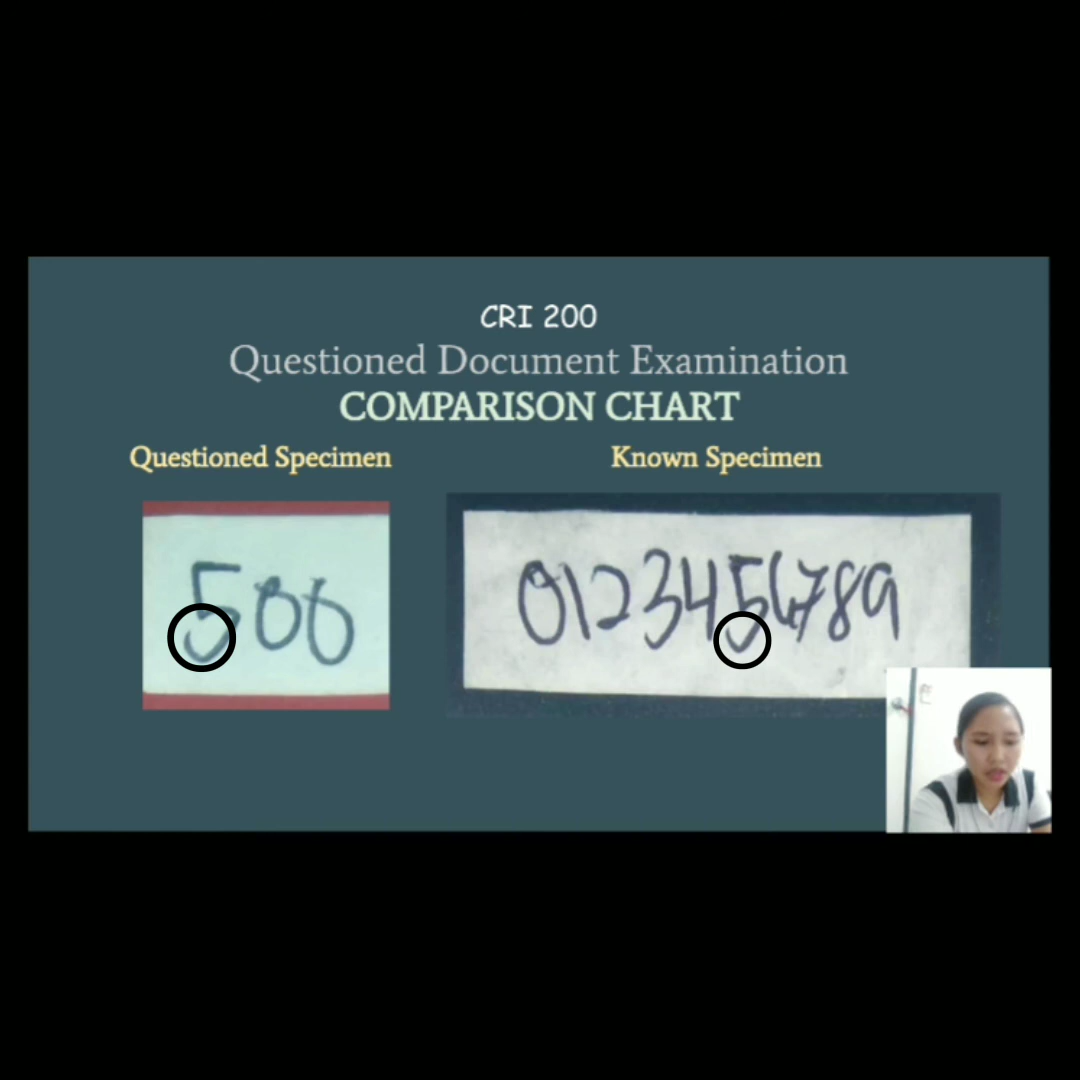 CRI 200
Questioned Document Examination
COMPARISON CHART
Questioned Specimen
Known Specimen
500
0123456789